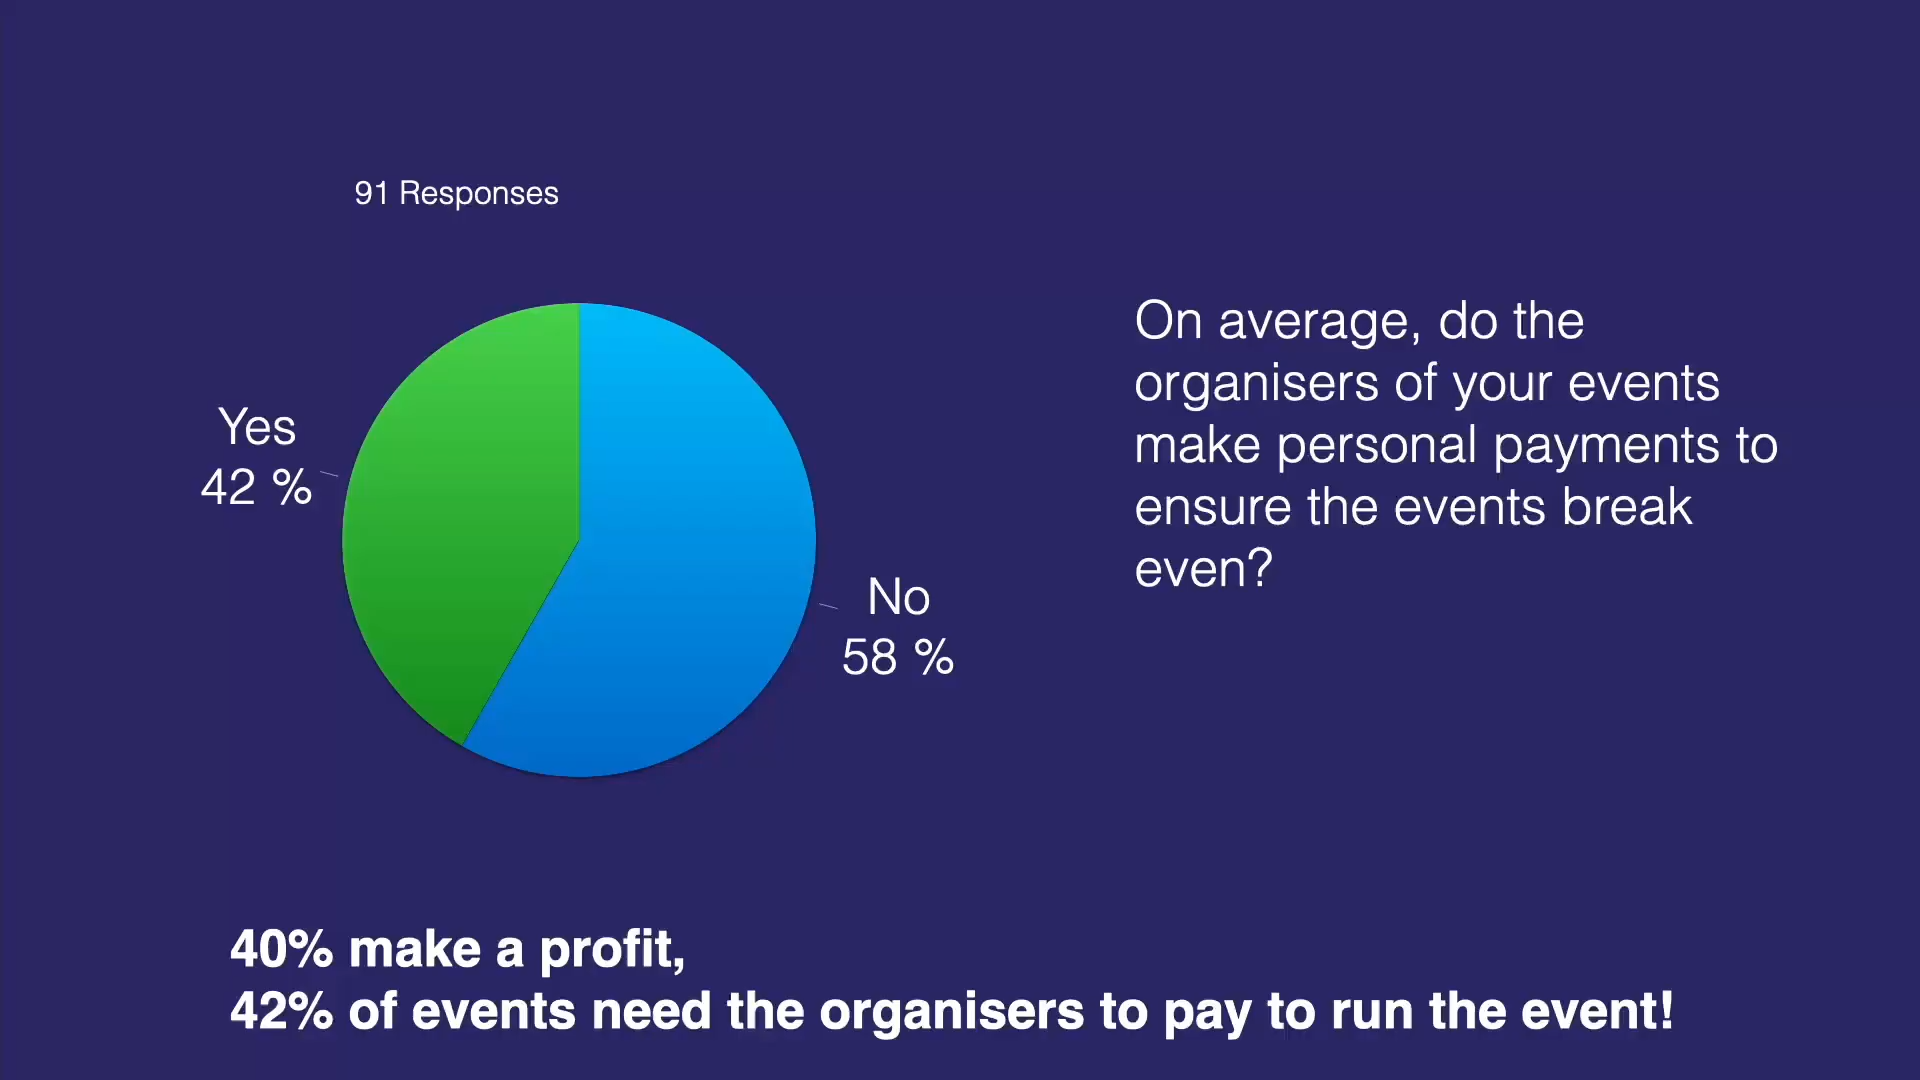 91 Responses
Yes
42 %
No
58 %
On average, do the
organisers of your events
make personal payments to
ensure the events break
even?
40% make a profit,
42% of events need the organisers to pay to run the event!